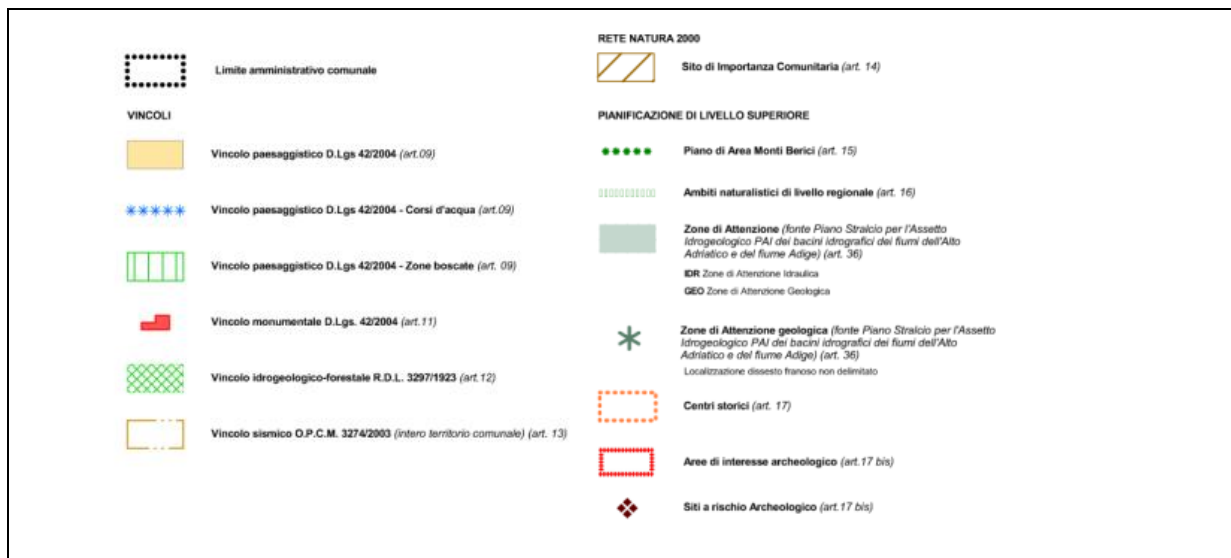 Limite amministrativo comunale
VINCOLI
Vincolo paesaggistico D.Lgs 42/2004 (art.09)
Vincolo paesaggistico D.Lgs 42/2004 - Corsi d'acqua (art.09)
Vincolo paesaggistico D.Lgs 42/2004 - Zone boscate (art. 09)
Vincolo monumentale D.Lgs. 42/2004 (art.11)
Vincolo idrogeologico-forestale R.D.L. 3297/1923 (art.12)
Vincolo sismico O.P.C.M. 3274/2003 (intero territorio comunale) (art. 13)
RETE NATURA 2000
Sito di Importanza Comunitaria (art. 14)
PIANIFICAZIONE DI LIVELLO SUPERIORE
Piano di Area Monti Berici (art. 15)
Ambiti naturalistici di livello regionale (art. 16)
Zone di Attenzione (fonte Piano Stralcio per l'Assetto
Idrogeologico PAI dei bacini idrografici dei fiumi dell'Alto
Adriatico e del fiume Adige) (art. 36)
IDR Zone di Attenzione Idraulica
GEO Zone di Attenzione Geologica
Zone di Attenzione geologica (fonte Piano Stralcio per l'Assetto
Idrogeologico PAI dei bacini idrografici dei fiumi dell'Alto
Adriatico e del fiume Adige) (art. 36)
Localizzazione dissesto franoso non delimitato
Centri storici (art. 17)
Aree di interesse archeologico (art.17 bis)
Siti a rischio Archeologico (art.17 bis)